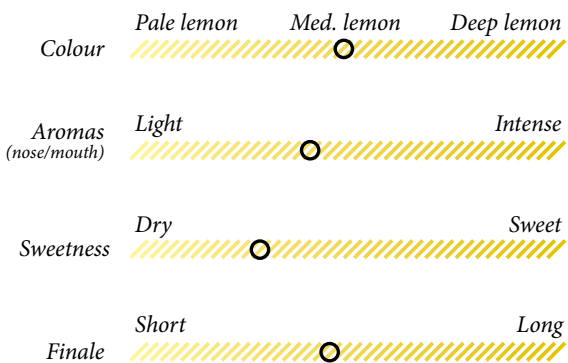 Pale lemon Med. lemon Deep lemon
Colour
Light Intense
Aromas
(nose/mouth)
Dry Sweet
Sweetness
Short Long
Finale